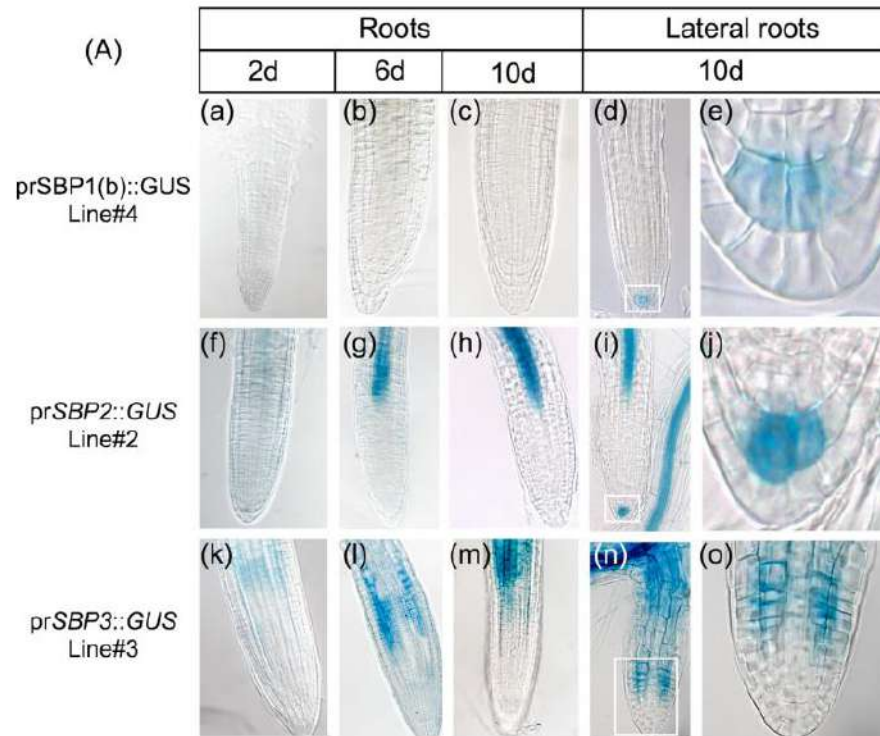 (A)
Roots Lateral roots
2d 6d 10d 10d
(a) (b) (c) (d) (e)
prSBP1(b)::GUS
Line#4
(f) (g) (h) (i) (j)
prSBP2::GUS
Line#2
(k) (l) (m) (n) (o)
prSBP3::GUS
Line#3